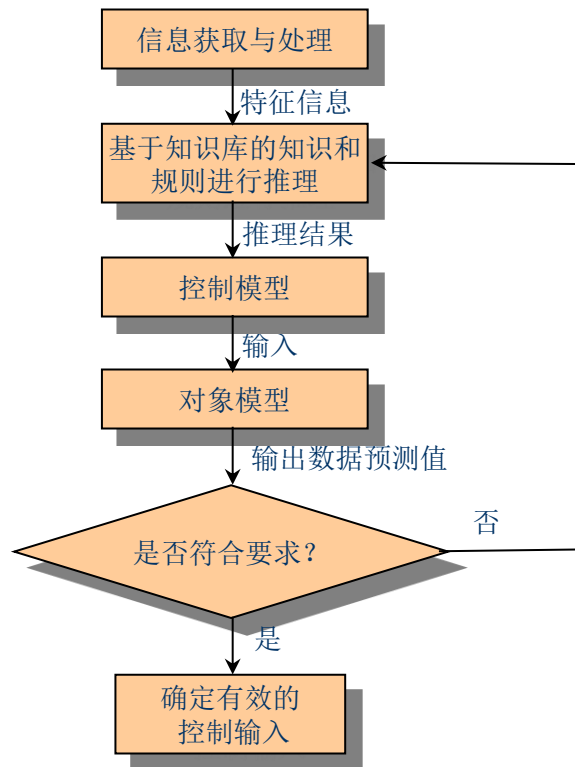 信息获取与处理
特征信息
基于知识库的知识和
规则进行推理
推理结果
控制模型
输入
对象模型
输出数据预测值
是否符合要求?
否
是
确定有效的
控制输入